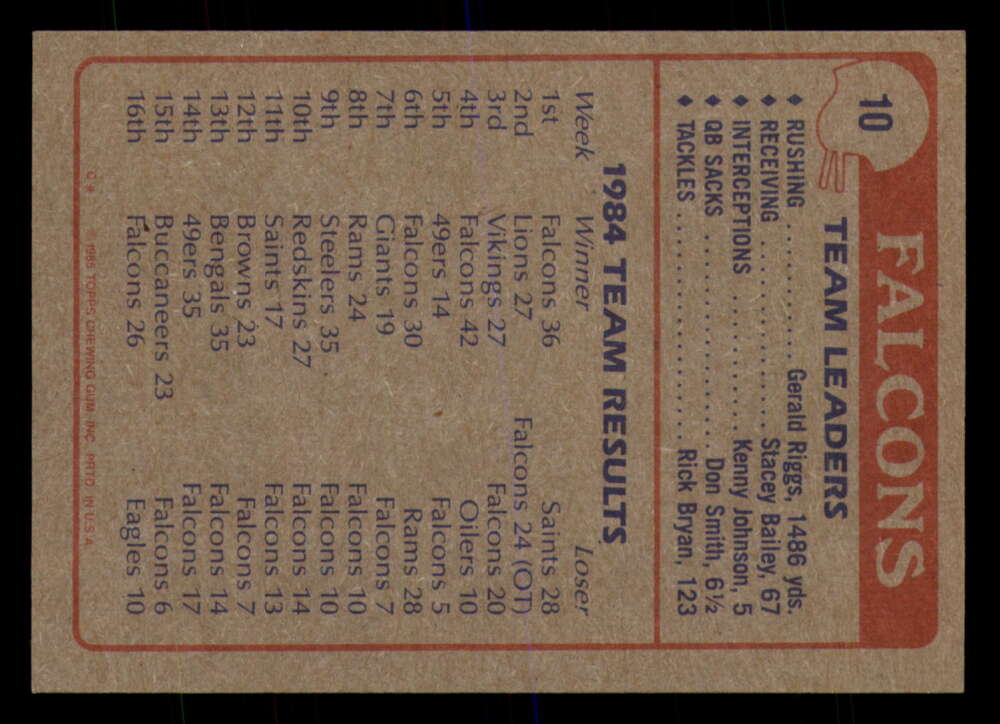 10
FALCONS
TEAM LEADERS
♦ RUSHING .......... Gerald Riggs, 1486 yds.
♦ RECEIVING .............. Stacey Bailey, 67
♦ INTERCEPTIONS .......... Kenny Johnson, 5
♦ QB SACKS ................ Don Smith, 6½
♦ TACKLES ................ Rick Bryan, 123
1984 TEAM RESULTS
Week Winner Loser
1st Falcons 36 Saints 28
2nd Lions 27 Falcons 24 (OT)
3rd Vikings 27 Falcons 20
4th Falcons 42 Oilers 10
5th 49ers 14 Falcons 5
6th Falcons 30 Rams 28
7th Giants 19 Falcons 7
8th Rams 24 Falcons 10
9th Steelers 35 Falcons 10
10th Redskins 27 Falcons 14
11th Saints 17 Falcons 13
12th Browns 23 Falcons 7
13th Bengals 35 Falcons 14
14th 49ers 35 Falcons 17
15th Buccaneers 23 Falcons 6
16th Falcons 26 Eagles 10
C* © 1985 TOPPS CHEWING GUM INC. PRTD. IN U.S.A.